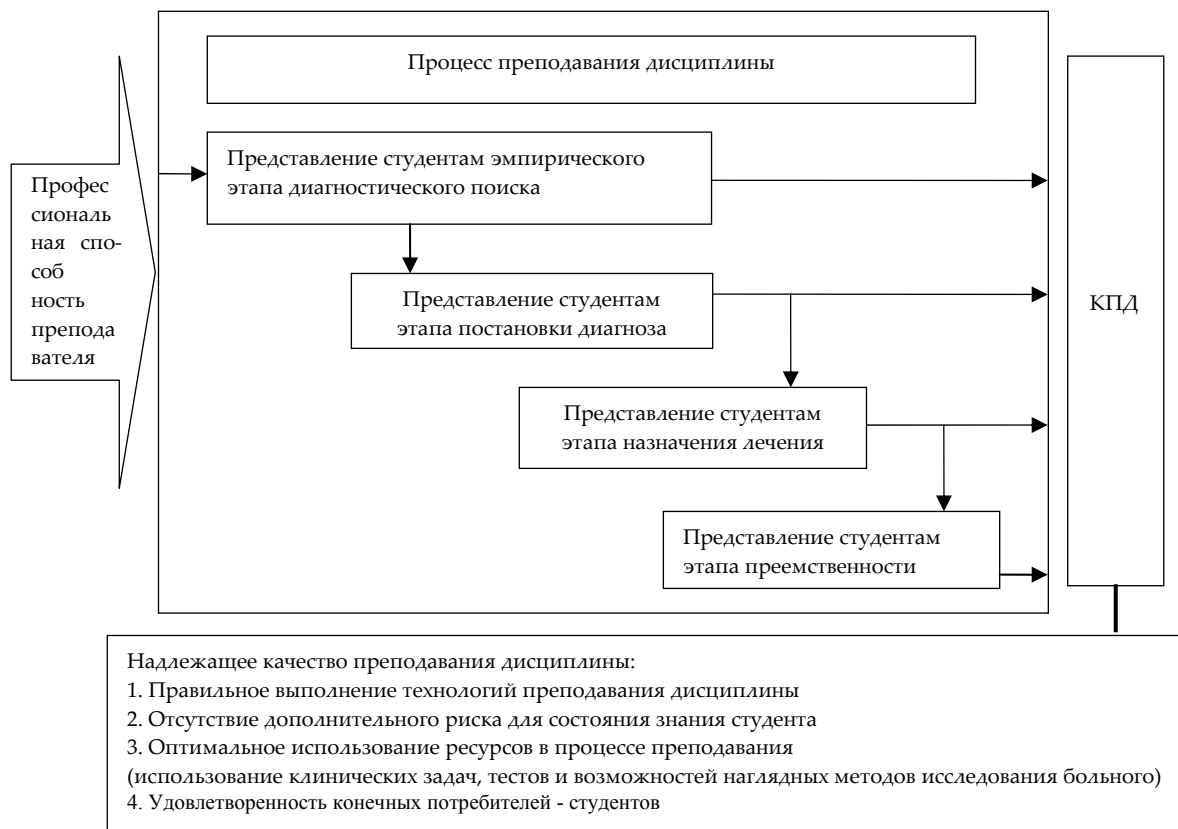 Процесс преподавания дисциплины
Представление студентам эмпирического
этапа диагностического поиска
Профес
сиональ
ная спо-
соб
ность
препода
вателя
Представление студентам
этапа постановки диагноза
КПД
Представление студентам
этапа назначения лечения
Представление студентам
этапа преемственности
Надлежащее качество преподавания дисциплины:
1. Правильное выполнение технологий преподавания дисциплины
2. Отсутствие дополнительного риска для состояния знания студента
3. Оптимальное использование ресурсов в процессе преподавания
(использование клинических задач, тестов и возможностей наглядных методов исследования больного)
4. Удовлетворенность конечных потребителей - студентов